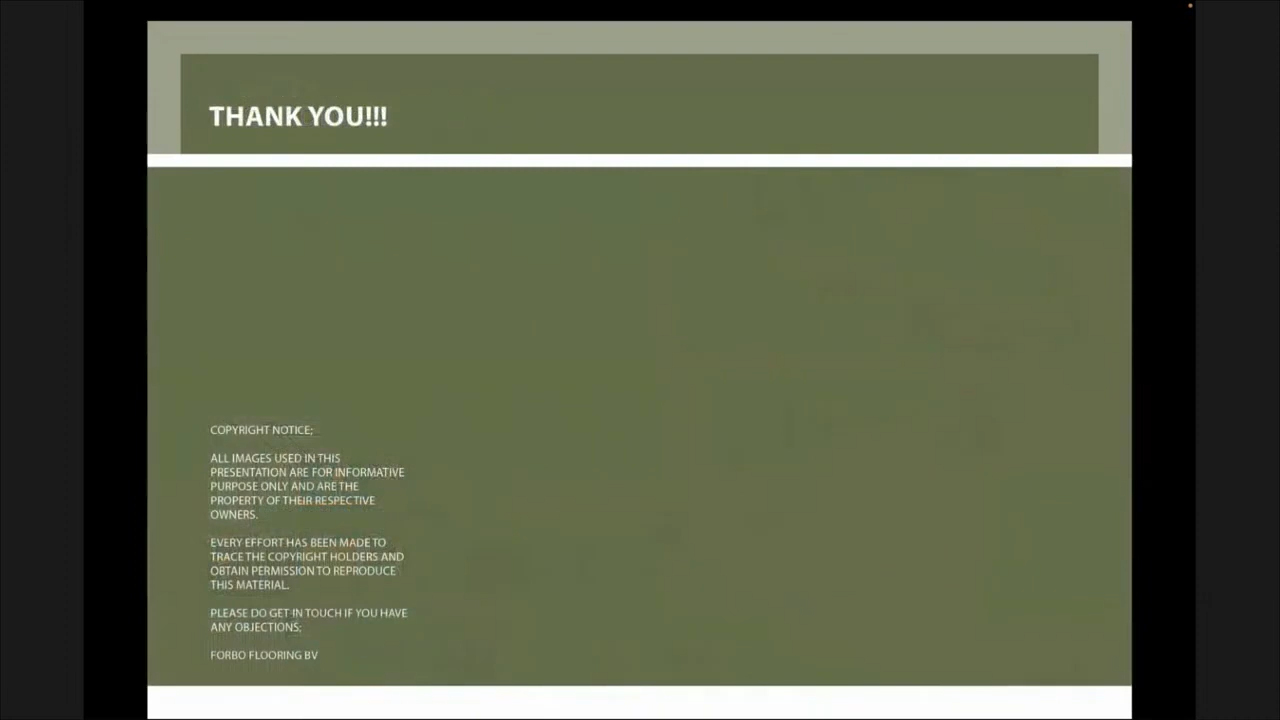 THANK YOU!!!
COPYRIGHT NOTICE;
ALL IMAGES USED IN THIS
PRESENTATION ARE FOR INFORMATIVE
PURPOSE ONLY AND ARE THE
PROPERTY OF THEIR RESPECTIVE
OWNERS.
EVERY EFFORT HAS BEEN MADE TO
TRACE THE COPYRIGHT HOLDERS AND
OBTAIN PERMISSION TO REPRODUCE
THIS MATERIAL.
PLEASE DO GET IN TOUCH IF YOU HAVE
ANY OBJECTIONS;
FORBO FLOORING BV